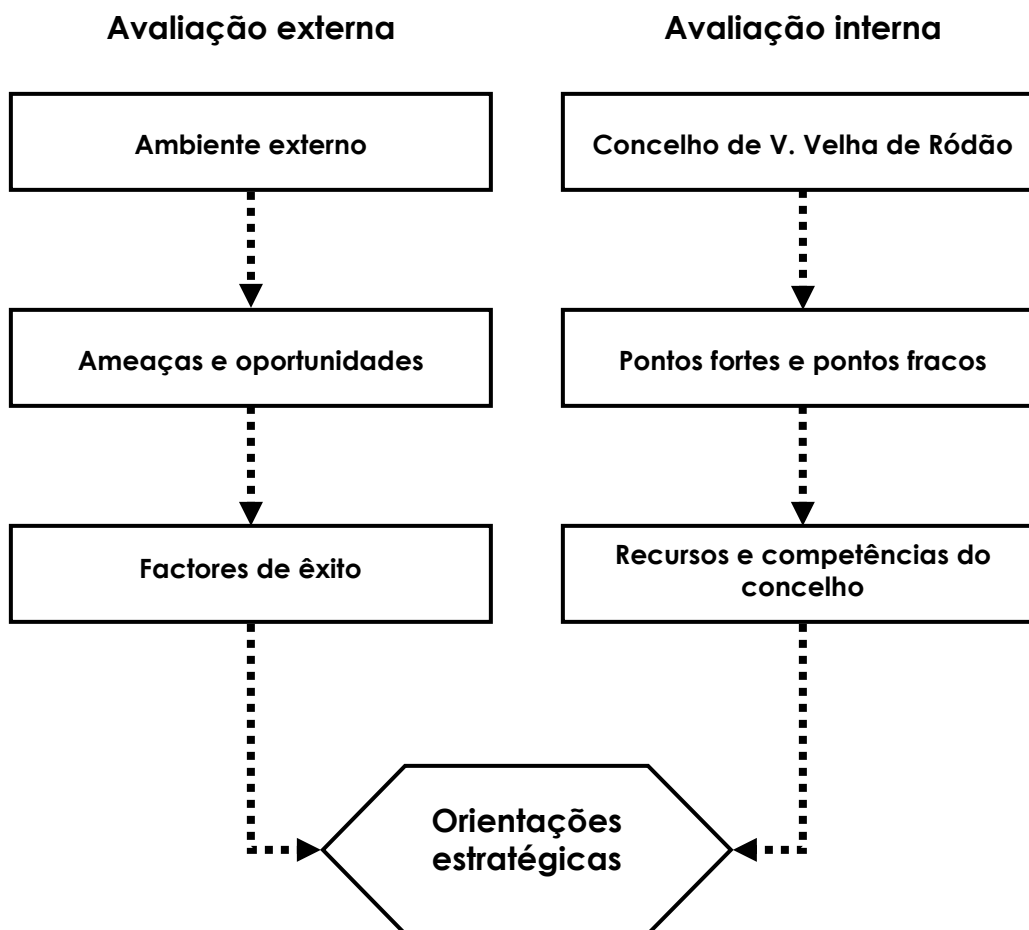 Avaliação externa
Avaliação interna
Ambiente externo
Concelho de V. Velha de Ródão
Ameaças e oportunidades
Pontos fortes e pontos fracos
Factores de êxito
Recursos e competências do
concelho
Orientações
estratégicas